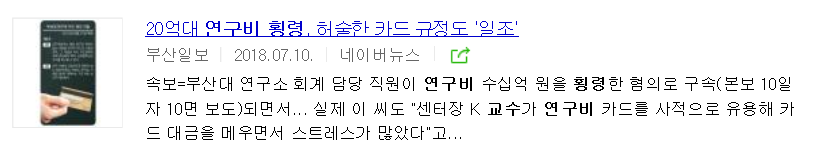 20억대 연구비 횡령, 허술한 카드 규정도 '일조'
부산일보 2018.07.10. 네이버뉴스
속보=부산대 연구소 회계 담당 직원이 연구비 수십억 원을 횡령한 혐의로 구속(본보 10일
자 10면 보도)되면서... 실제 이 씨도 "센터장 K 교수가 연구비 카드를 사적으로 유용해 카
드 대금을 메우면서 스트레스가 많았다"고...